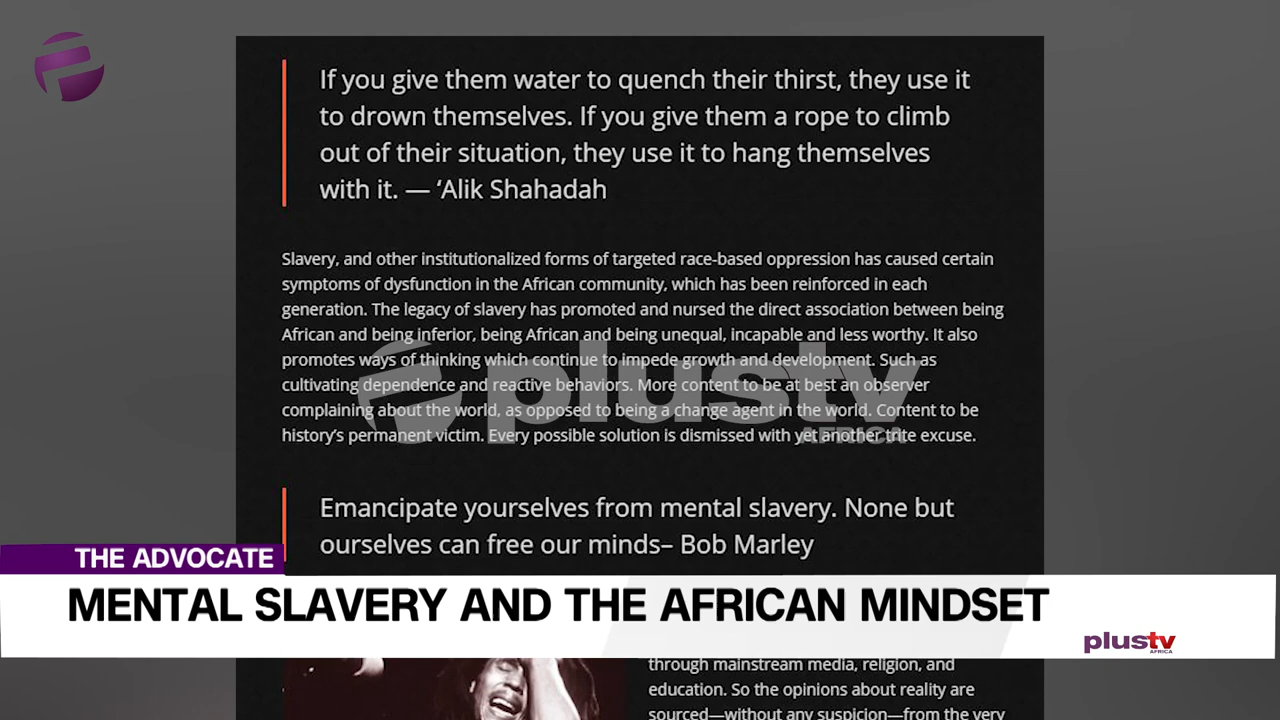 If you give them water to quench their thirst, they use it
to drown themselves. If you give them a rope to climb
out of their situation, they use it to hang themselves
with it. — ‘Alik Shahadah
Slavery, and other institutionalized forms of targeted race-based oppression has caused certain
symptoms of dysfunction in the African community, which has been reinforced in each
generation. The legacy of slavery has promoted and nursed the direct association between being
African and being inferior, being African and being unequal, incapable and less worthy. It also
promotes ways of thinking which continue to impede growth and development. Such as
cultivating dependence and reactive behaviors. More content to be at best an observer
complaining about the world, as opposed to being a change agent in the world. Content to be
history’s permanent victim. Every possible solution is dismissed with yet another trite excuse.
plustv
AFRICA
Emancipate yourselves from mental slavery. None but
ourselves can free our minds– Bob Marley
THE ADVOCATE
MENTAL SLAVERY AND THE AFRICAN MINDSET
plustv
AFRICA
through mainstream media, religion, and
education. So the opinions about reality are
sourced—without any suspicion—from the very